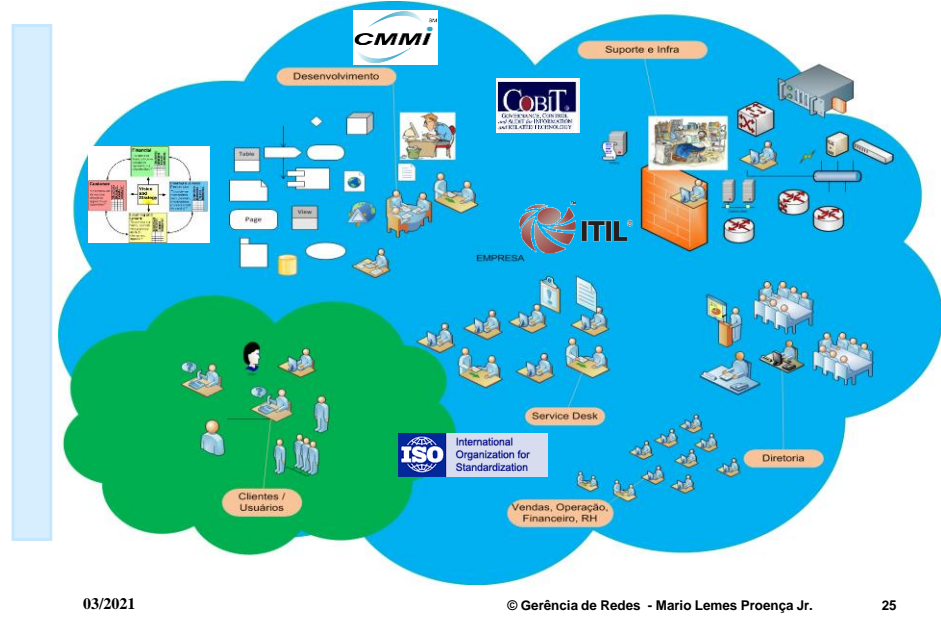 CMMi
SM
Desenvolvimento
Suporte e Infra
COBIT
GOVERNANCE, CONTROL
and AUDIT for INFORMATION
and RELATED TECHNOLOGY
Financial
Customer
Vision
and
Strategy
Table
Page
View
ITIL®
EMPRESA
Service Desk
Diretoria
ISO
International
Organization for
Standardization
Clientes /
Usuários
Vendas, Operação,
Financeiro, RH
03/2021
© Gerência de Redes - Mario Lemes Proença Jr.
25